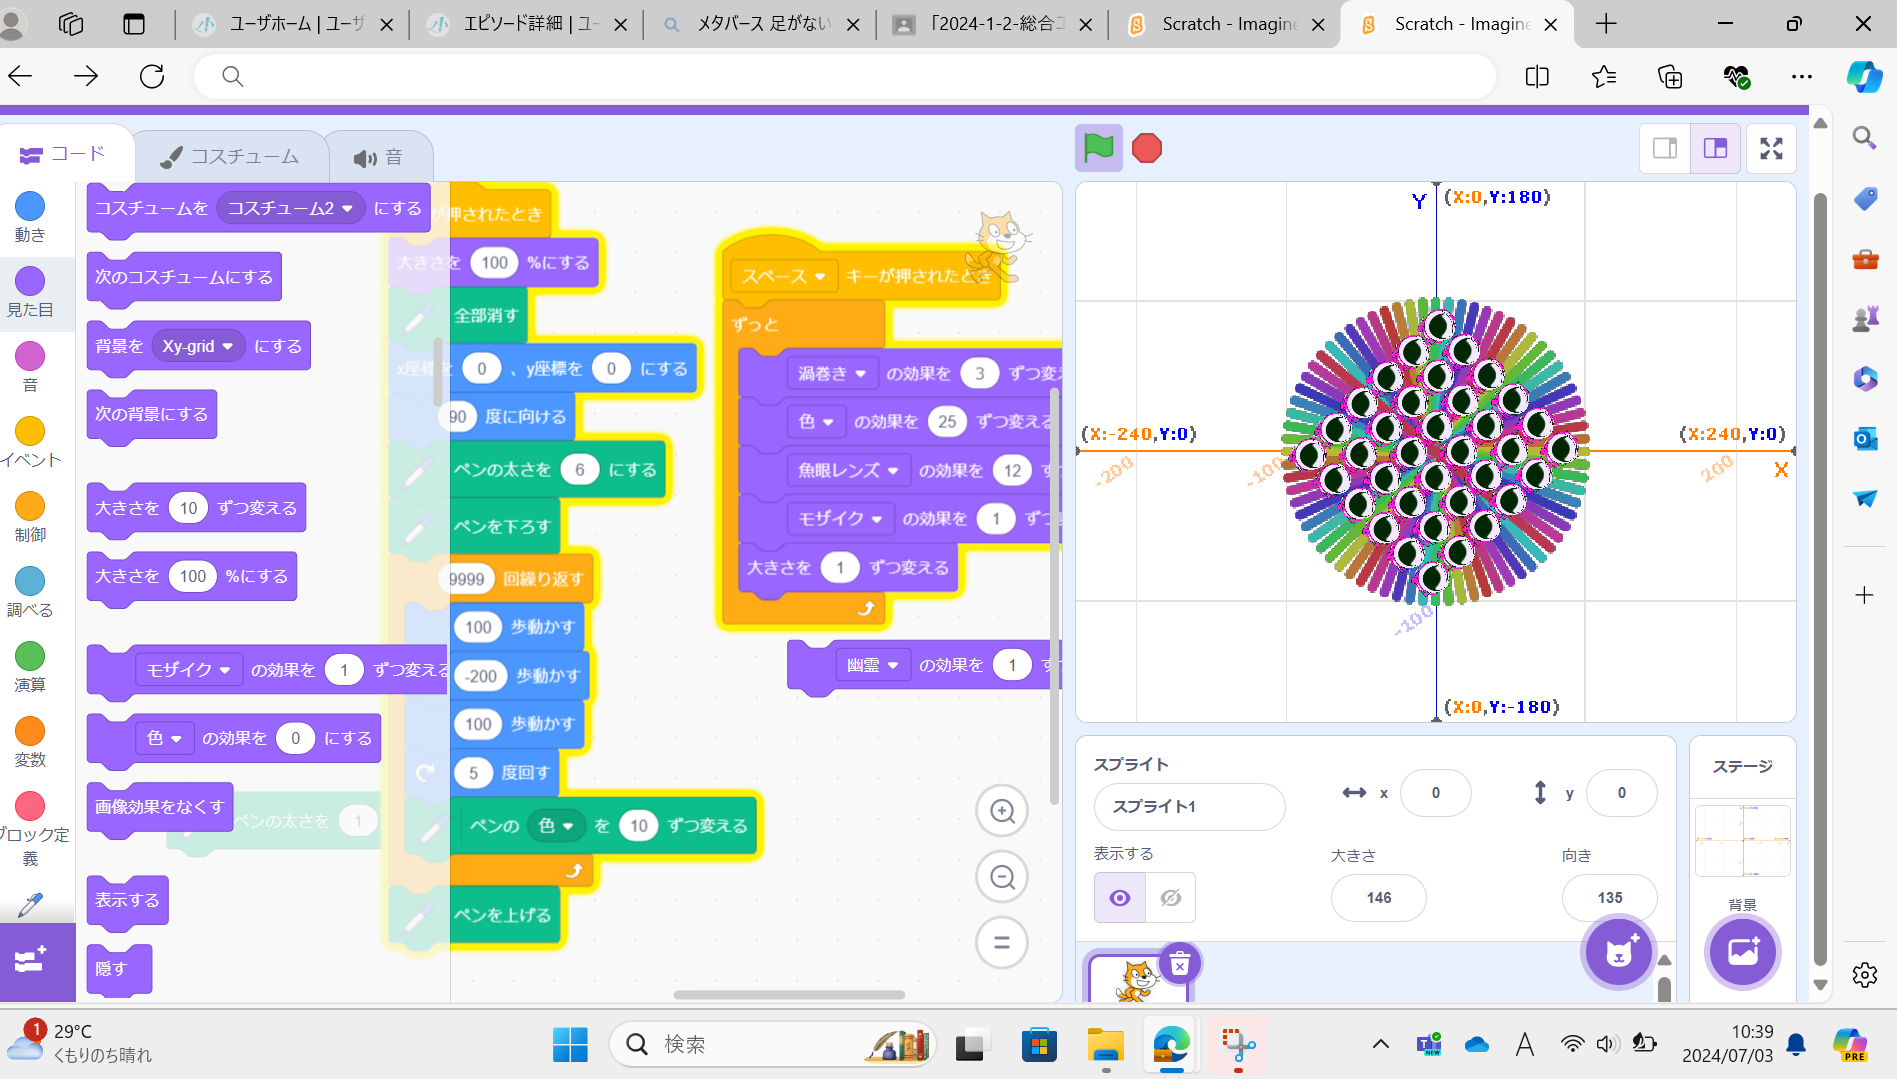 ユーザホーム | ユーザ
エピソード詳細 | ユー
メタバース 足がない
「2024-1-2-総合コ
Scratch - Imagine
Scratch - Imagine
コード
コスチューム
音
動き
見た目
音
イベント
制御
調べる
演算
変数
ブロック定
義
コスチュームを コスチューム2 にする
次のコスチュームにする
背景を Xy-grid にする
次の背景にする
大きさを 10 ずつ変える
大きさを 100 %にする
モザイク の効果を 1 ずつ変える
色 の効果を 0 にする
画像効果をなくす
ペンの太さを 1
表示する
隠す
が押されたとき
大きさを 100 %にする
全部消す
x座標を 0 、y座標を 0 にする
90 度に向ける
ペンの太さを 6 にする
ペンを下ろす
9999 回繰り返す
100 歩動かす
-200 歩動かす
100 歩動かす
5 度回す
ペンの 色 を 10 ずつ変える
ペンを上げる
スペース キーが押されたとき
ずっと
渦巻き の効果を 3 ずつ変え
色 の効果を 25 ずつ変える
魚眼レンズ の効果を 12 ず
モザイク の効果を 1 ずつ
大きさを 1 ずつ変える
幽霊 の効果を 1 ず
Y (X:0,Y:180)
(X:-240,Y:0)
(X:240,Y:0)
-200
-100
200
X
-100
(X:0,Y:-180)
スプライト
スプライト1
x 0
y 0
表示する
大きさ
146
向き
135
ステージ
背景
1
29°C
くもりのち晴れ
検索
NEW
A
10:39
2024/07/03
PRE